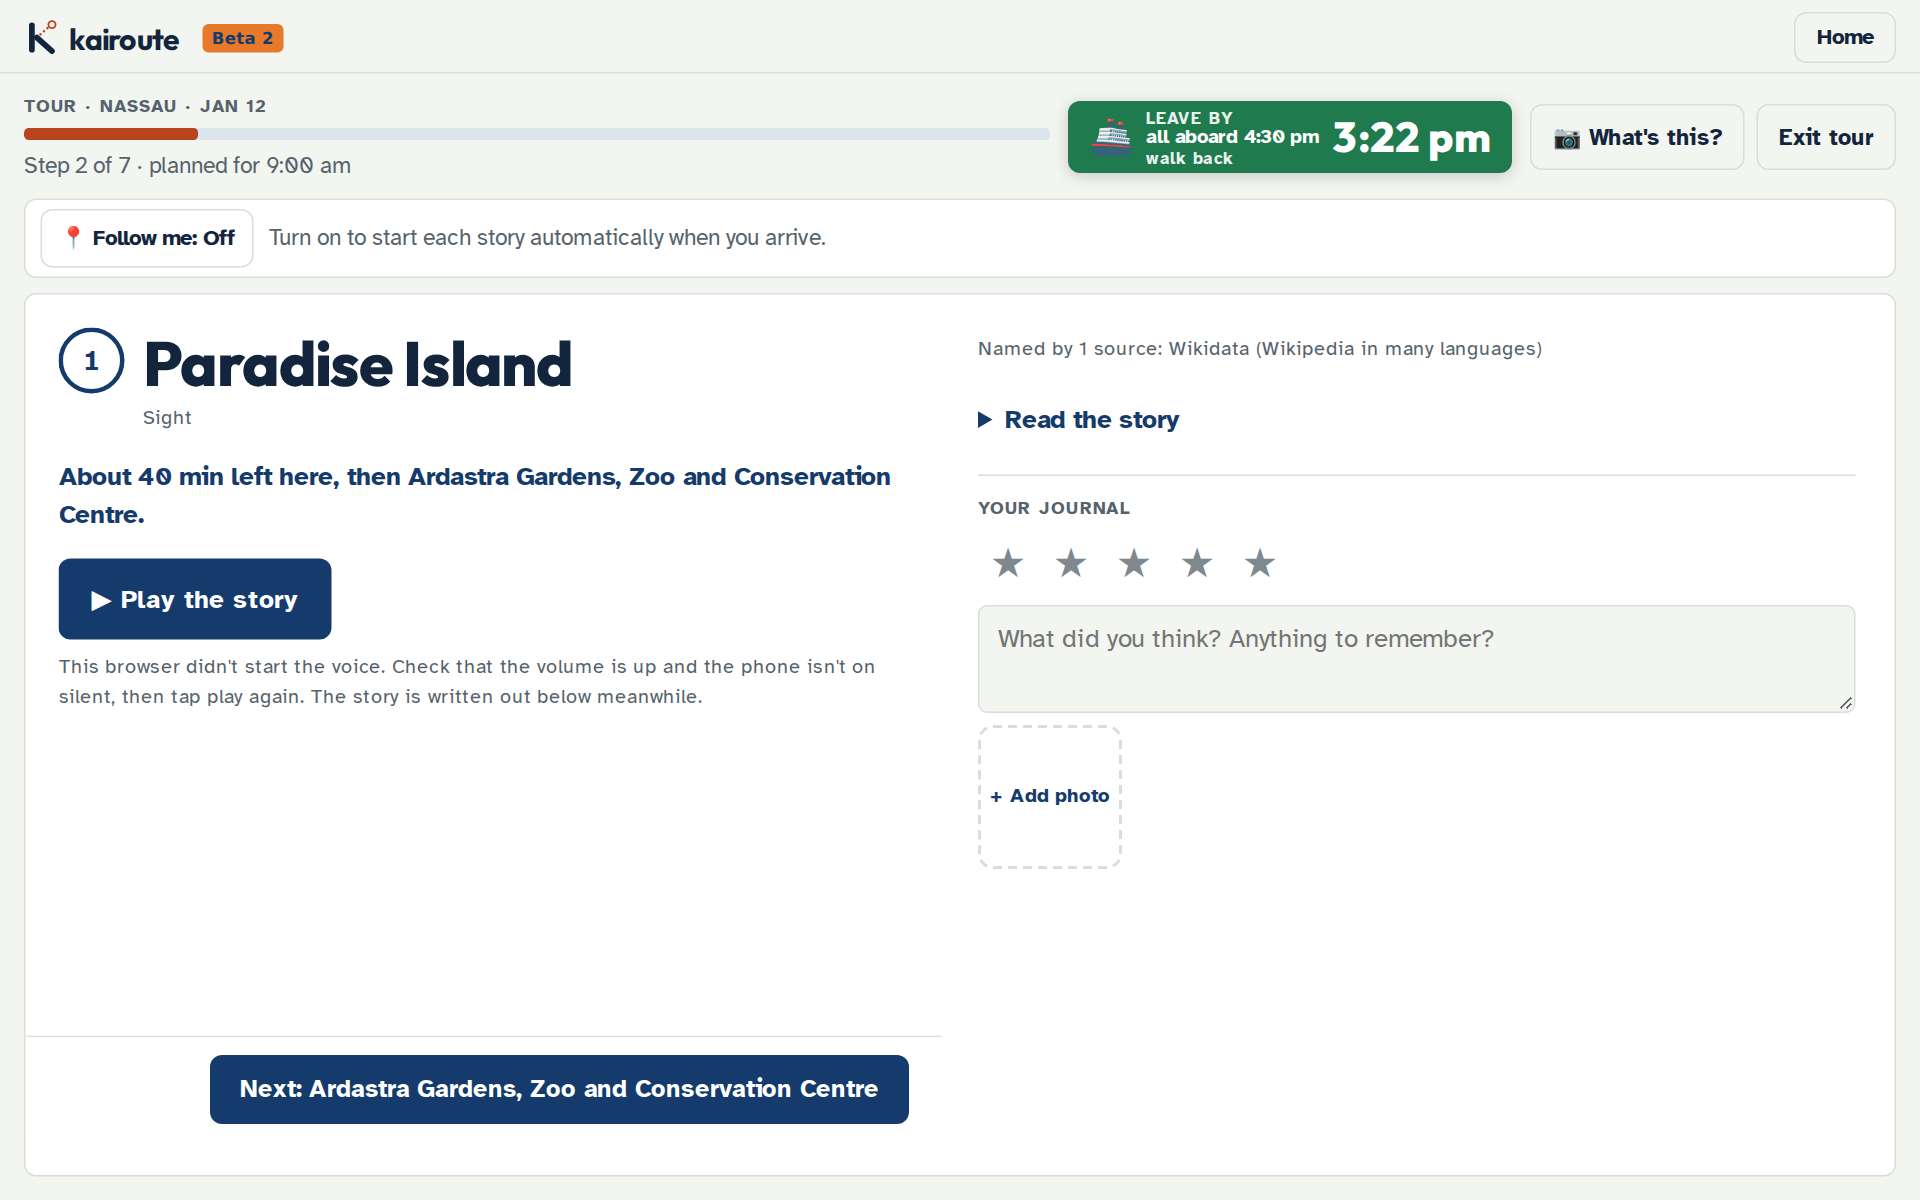 kairoute
Beta 2
Home
TOUR · NASSAU · JAN 12
Step 2 of 7 · planned for 9:00 am
LEAVE BY
all aboard 4:30 pm
walk back
3:22 pm
What's this?
Exit tour
Follow me: Off
Turn on to start each story automatically when you arrive.
1
Paradise Island
Sight
About 40 min left here, then Ardastra Gardens, Zoo and Conservation
Centre.
▶ Play the story
This browser didn't start the voice. Check that the volume is up and the phone isn't on
silent, then tap play again. The story is written out below meanwhile.
Next: Ardastra Gardens, Zoo and Conservation Centre
Named by 1 source: Wikidata (Wikipedia in many languages)
▶ Read the story
YOUR JOURNAL
★ ★ ★ ★ ★
What did you think? Anything to remember?
+ Add photo